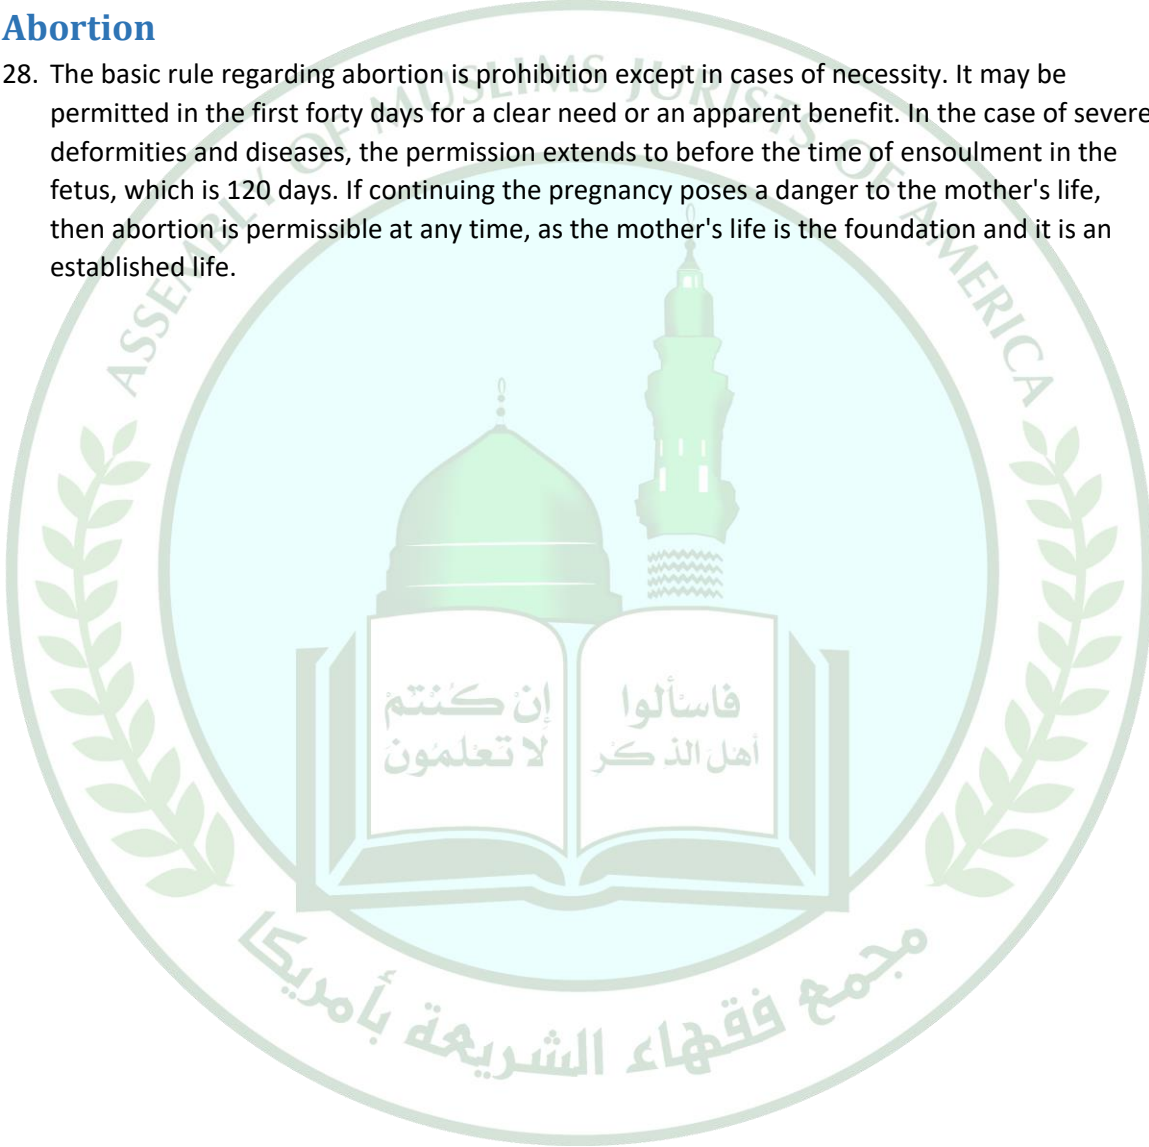 Abortion
28. The basic rule regarding abortion is prohibition except in cases of necessity. It may be
permitted in the first forty days for a clear need or an apparent benefit. In the case of severe
deformities and diseases, the permission extends to before the time of ensoulment in the
fetus, which is 120 days. If continuing the pregnancy poses a danger to the mother's life,
then abortion is permissible at any time, as the mother's life is the foundation and it is an
established life.
ASSEMBLY OF MUSLIMS JURISTS OF AMERICA
فاسئألوا
أهل الذكر
إن كنتم
لا تعلمون
مجمع فقهاء الشريعة بأمريكا